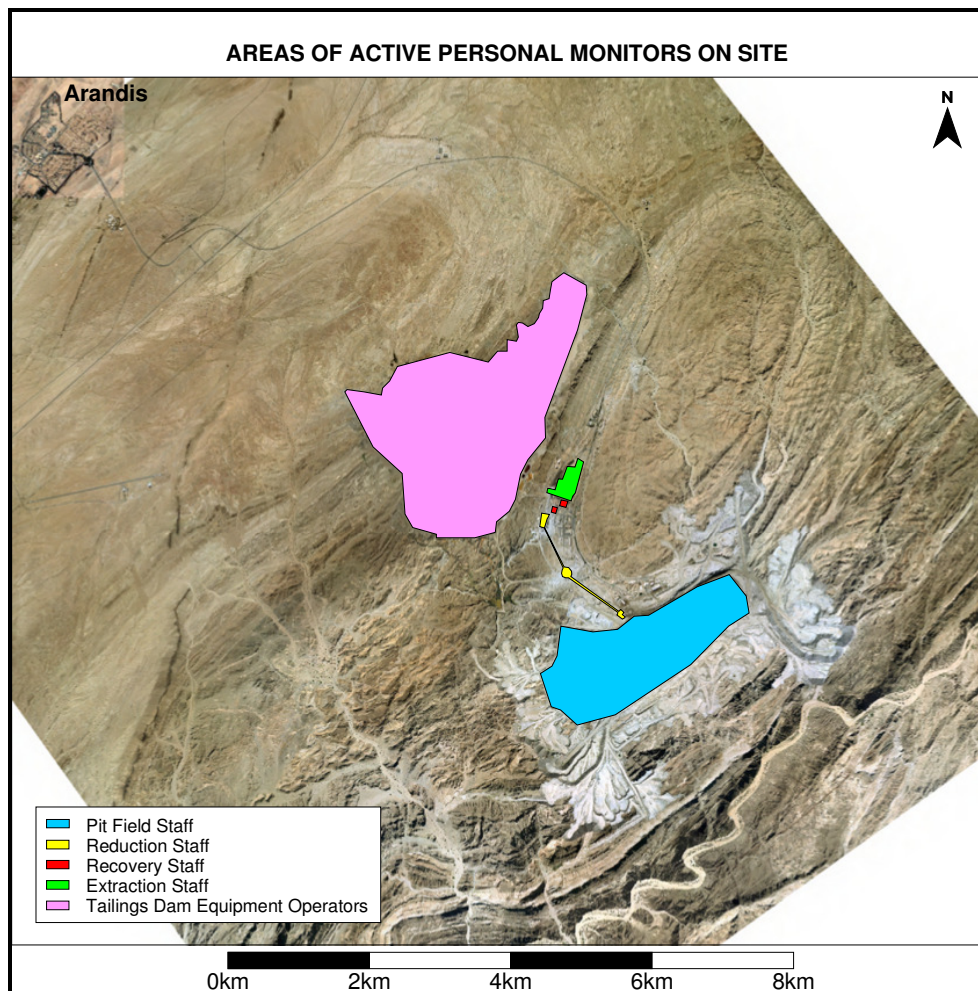 AREAS OF ACTIVE PERSONAL MONITORS ON SITE
Arandis
N
Pit Field Staff
Reduction Staff
Recovery Staff
Extraction Staff
Tailings Dam Equipment Operators
0km 2km 4km 6km 8km